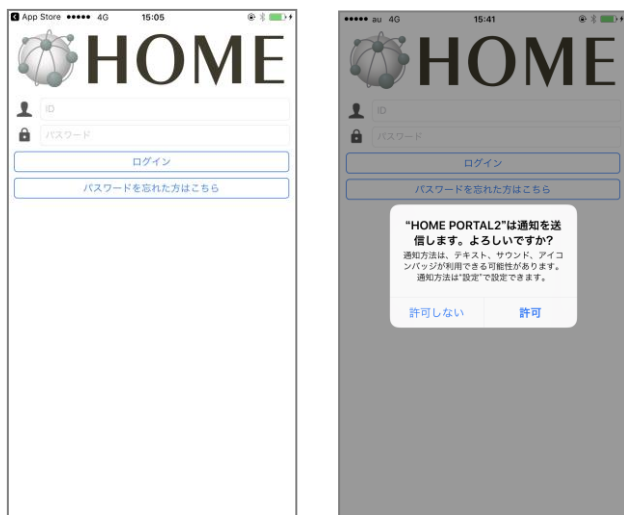 App Store 4G 15:05
HOME
ID
パスワード
ログイン
パスワードを忘れた方はこちら
au 4G 15:41
HOME
ID
パスワード
ログイン
パスワードを忘れた方はこちら
“HOME PORTAL2”は通知を送
信します。よろしいですか?
通知方法は、テキスト、サウンド、アイコ
ンバッジが利用できる可能性があります。
通知方法は“設定”で設定できます。
許可しない 許可